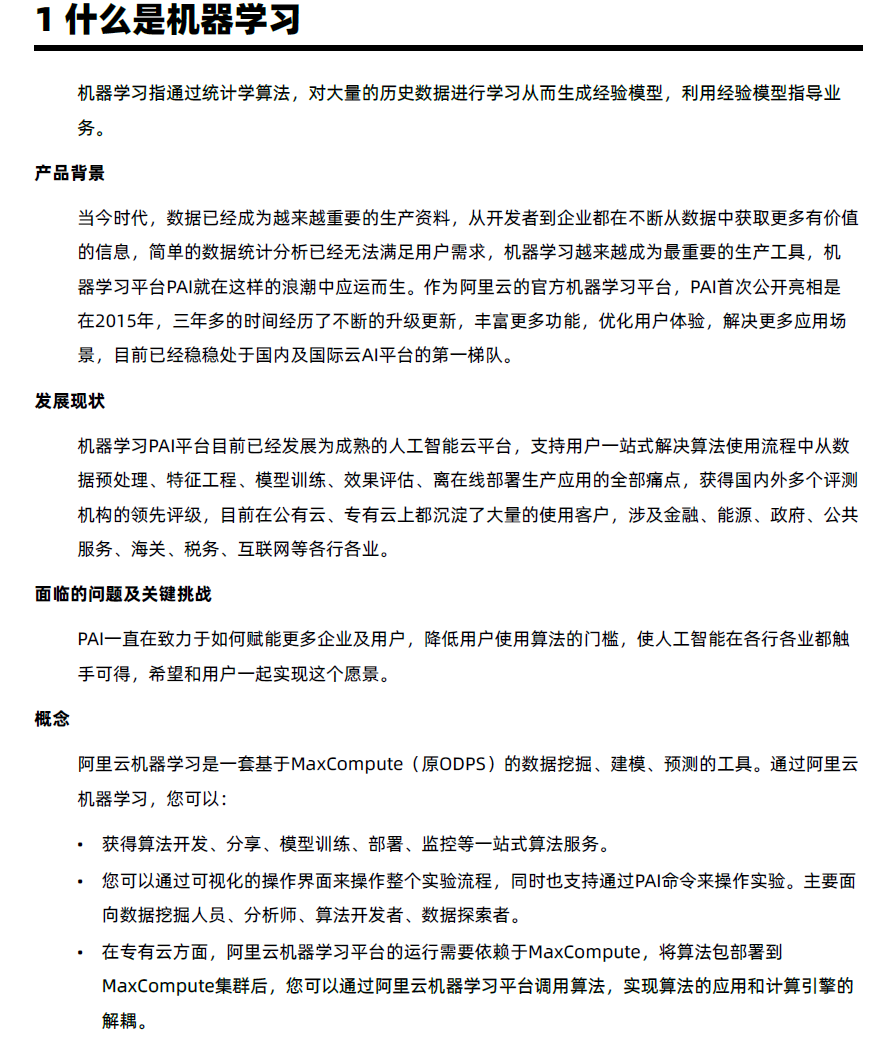 1 什么是机器学习
机器学习指通过统计学算法，对大量的历史数据进行学习从而生成经验模型，利用经验模型指导业
务。
产品背景
当今时代，数据已经成为越来越重要的生产资料，从开发者到企业都在不断从数据中获取更多有价值
的信息，简单的数据统计分析已经无法满足用户需求，机器学习越来越成为最重要的生产工具，机
器学习平台PAI就在这样的浪潮中应运而生。作为阿里云的官方机器学习平台，PAI首次公开亮相是
在2015年，三年多的时间经历了不断的升级更新，丰富更多功能，优化用户体验，解决更多应用场
景，目前已经稳稳处于国内及国际云AI平台的第一梯队。
发展现状
机器学习PAI平台目前已经发展为成熟的人工智能云平台，支持用户一站式解决算法使用流程中从数
据预处理、特征工程、模型训练、效果评估、离在线部署生产应用的全部痛点，获得国内外多个评测
机构的领先评级，目前在公有云、专有云上都沉淀了大量的使用客户，涉及金融、能源、政府、公共
服务、海关、税务、互联网等各行各业。
面临的问题及关键挑战
PAI一直在致力于如何赋能更多企业及用户，降低用户使用算法的门槛，使人工智能在各行各业都触
手可得，希望和用户一起实现这个愿景。
概念
阿里云机器学习是一套基于MaxCompute（原ODPS）的数据挖掘、建模、预测的工具。通过阿里云
机器学习，您可以：
• 获得算法开发、分享、模型训练、部署、监控等一站式算法服务。
• 您可以通过可视化的操作界面来操作整个实验流程，同时也支持通过PAI命令来操作实验。主要面
向数据挖掘人员、分析师、算法开发者、数据探索者。
• 在专有云方面，阿里云机器学习平台的运行需要依赖于MaxCompute，将算法包部署到
MaxCompute集群后，您可以通过阿里云机器学习平台调用算法，实现算法的应用和计算引擎的
解耦。